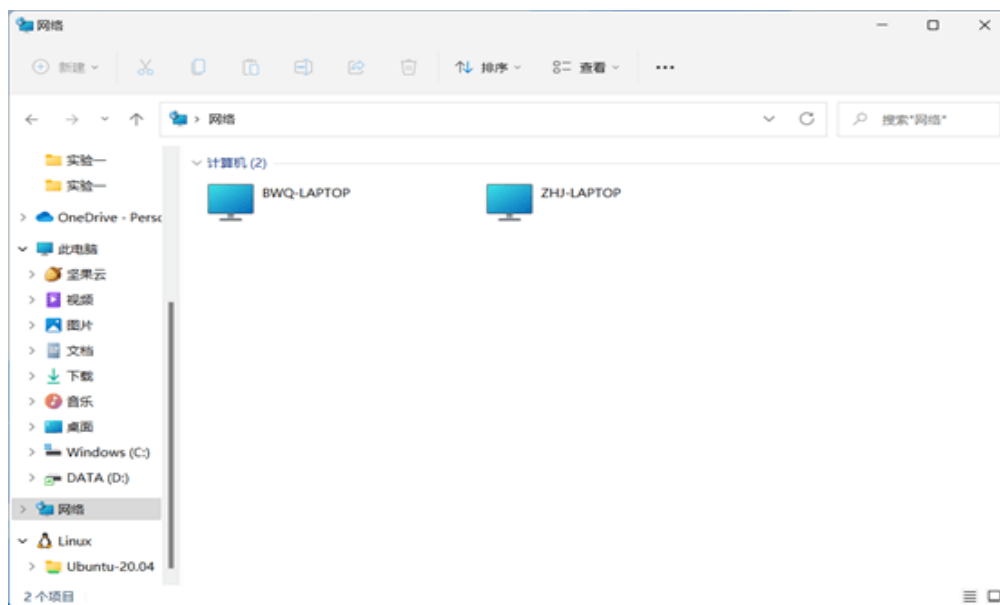 网络
新建
排序
查看
网络
搜索"网络"
实验一
实验一
OneDrive - Perso
此电脑
坚果云
视频
图片
文档
下载
音乐
桌面
Windows (C:)
DATA (D:)
网络
Linux
Ubuntu-20.04
计算机 (2)
BWQ-LAPTOP
ZHJ-LAPTOP
2 个项目